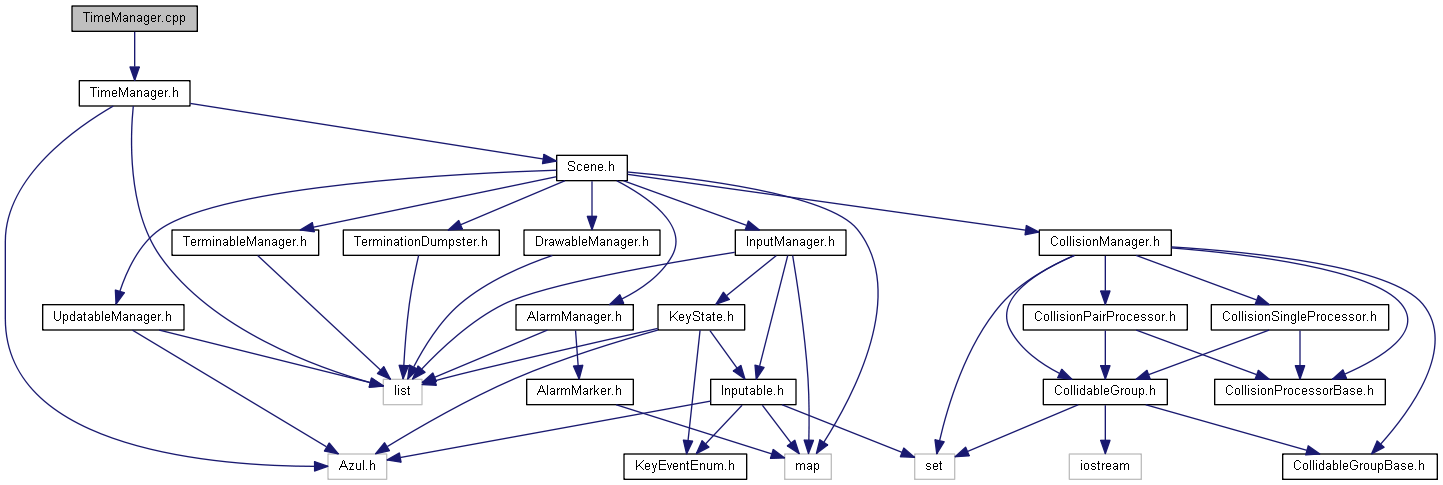 TimeManager.cpp
TimeManager.h
Scene.h
TerminableManager.h
TerminationDumpster.h
DrawableManager.h
InputManager.h
CollisionManager.h
UpdatableManager.h
AlarmManager.h
KeyState.h
CollisionPairProcessor.h
CollisionSingleProcessor.h
list
AlarmMarker.h
Inputable.h
CollidableGroup.h
CollisionProcessorBase.h
Azul.h
KeyEventEnum.h
map
set
iostream
CollidableGroupBase.h